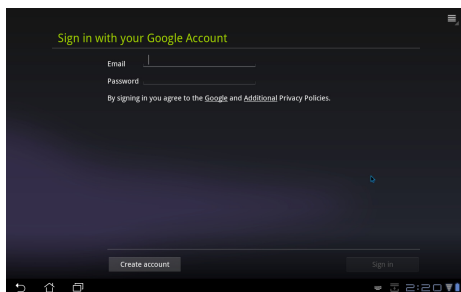 Sign in with your Google Account
Email
Password
By signing in you agree to the Google and Additional Privacy Policies.
Create account
Sign in
2:20